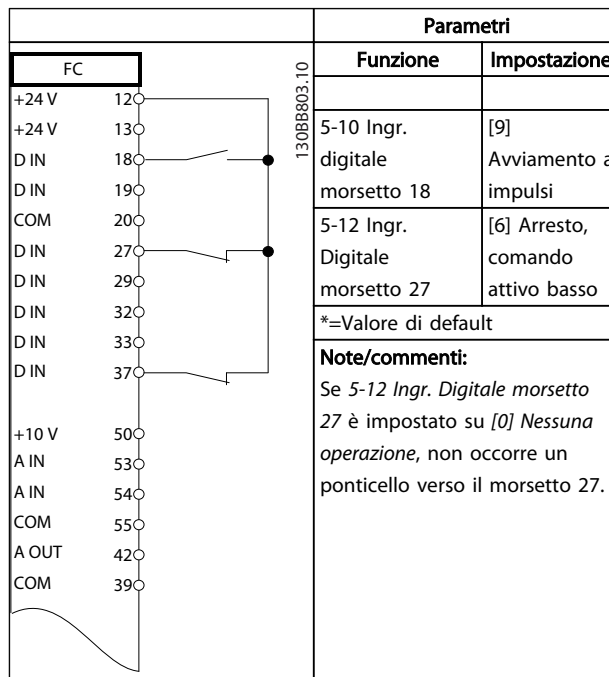 FC
+24 V 12
+24 V 13
D IN 18
D IN 19
COM 20
D IN 27
D IN 29
D IN 32
D IN 33
D IN 37
+10 V 50
A IN 53
A IN 54
COM 55
A OUT 42
COM 39
130BB803.10
Parametri
Funzione Impostazione
5-10 Ingr. [9]
digitale Avviamento a
morsetto 18 impulsi
5-12 Ingr. [6] Arresto,
Digitale comando
morsetto 27 attivo basso
*=Valore di default
Note/commenti:
Se 5-12 Ingr. Digitale morsetto
27 è impostato su [0] Nessuna
operazione, non occorre un
ponticello verso il morsetto 27.